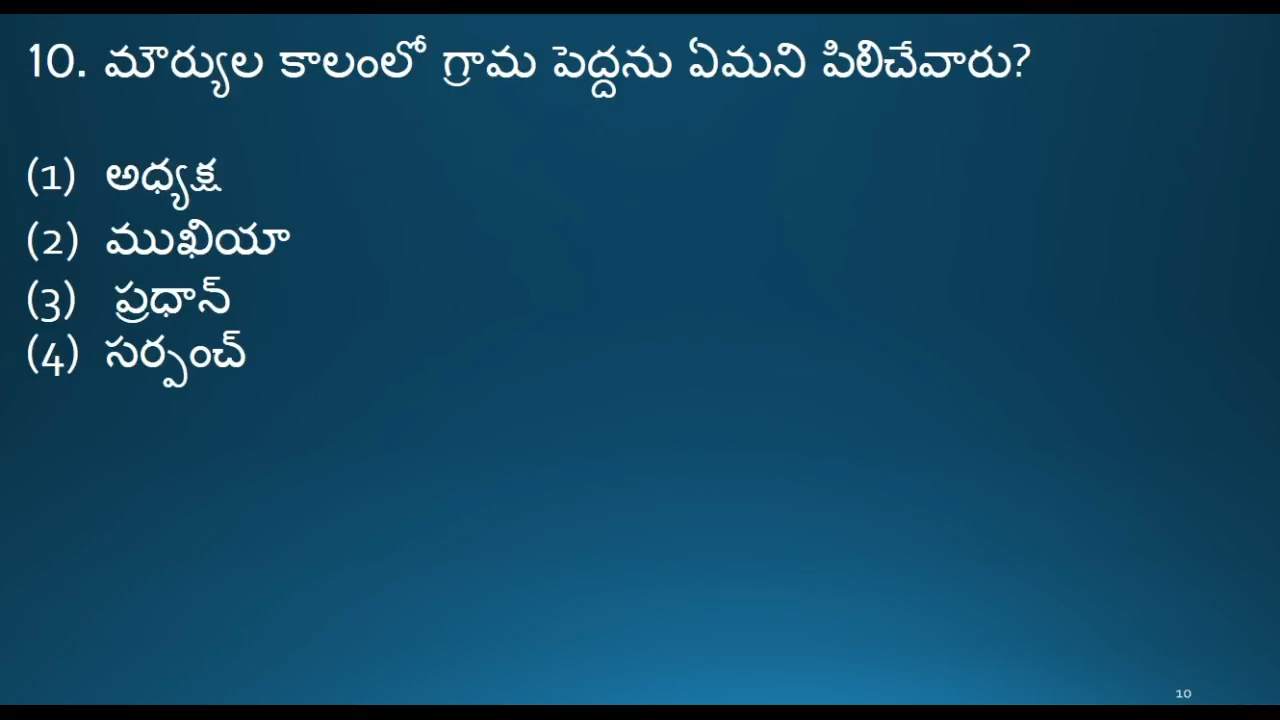 10. మౌర్యుల కాలంలో గ్రామ పెద్దను ఏమని పిలిచేవారు?
(1) అధ్యక్ష
(2) ముఖియా
(3) ప్రధాన్
(4) సర్పంచ్
10